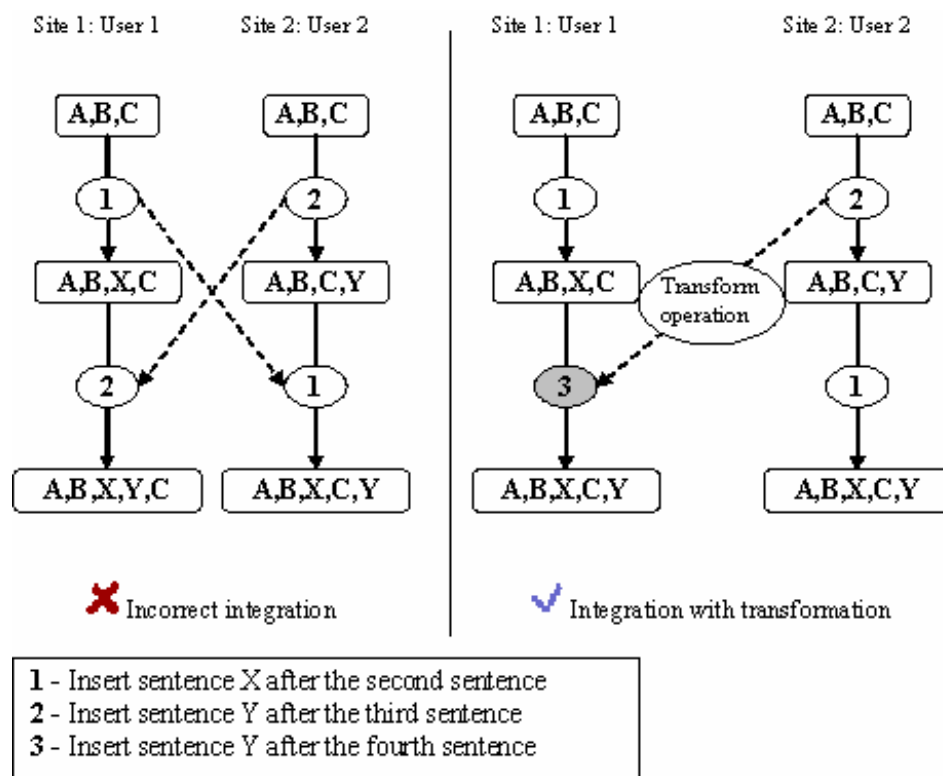 Site 1: User 1
Site 2: User 2
Site 1: User 1
Site 2: User 2
A,B,C
A,B,C
A,B,C
A,B,C
1
2
1
2
A,B,X,C
A,B,C,Y
A,B,X,C
Transform
operation
A,B,C,Y
2
1
3
1
A,B,X,Y,C
A,B,X,C,Y
A,B,X,C,Y
A,B,X,C,Y
Incorrect integration
Integration with transformation
1 - Insert sentence X after the second sentence
2 - Insert sentence Y after the third sentence
3 - Insert sentence Y after the fourth sentence